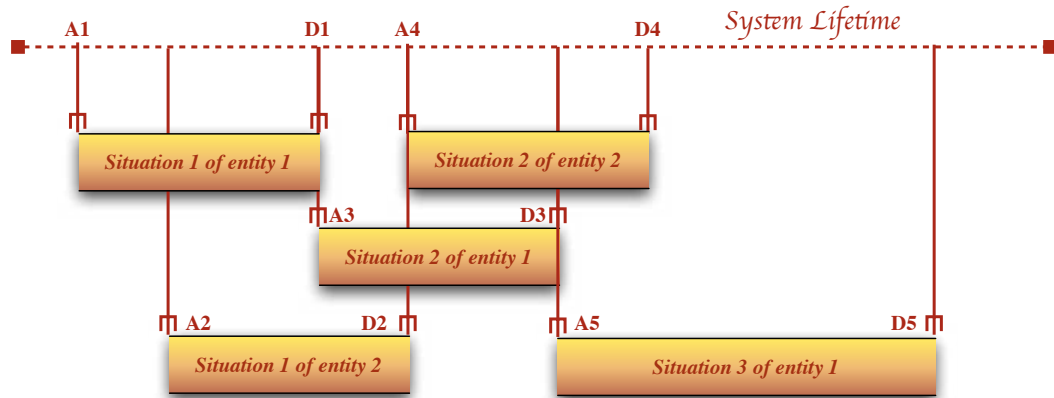 System Lifetime
A1 D1 A4 D4
Situation 1 of entity 1 Situation 2 of entity 2
A3 D3
Situation 2 of entity 1
A2 D2 A5 D5
Situation 1 of entity 2 Situation 3 of entity 1